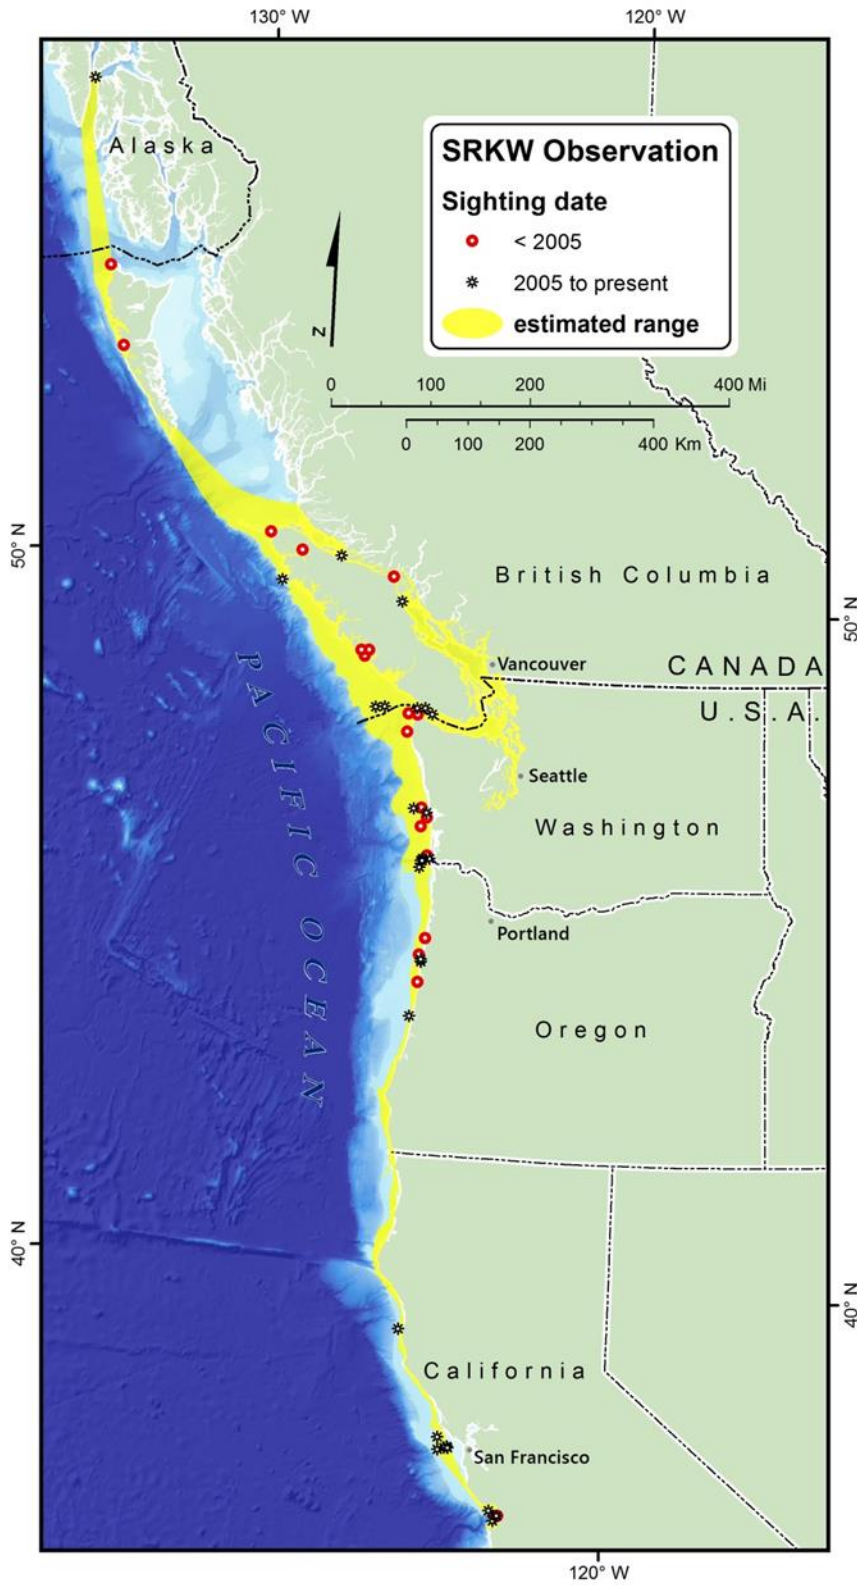 130° W
120° W
Alaska
SRKW Observation
Sighting date
< 2005
2005 to present
estimated range
N
0 100 200 400 Mi
0 100 200 400 Km
50° N
British Columbia
50° N
Vancouver
CANADA
U.S.A.
PACIFIC OCEAN
Seattle
Washington
Portland
Oregon
40° N
40° N
California
San Francisco
120° W